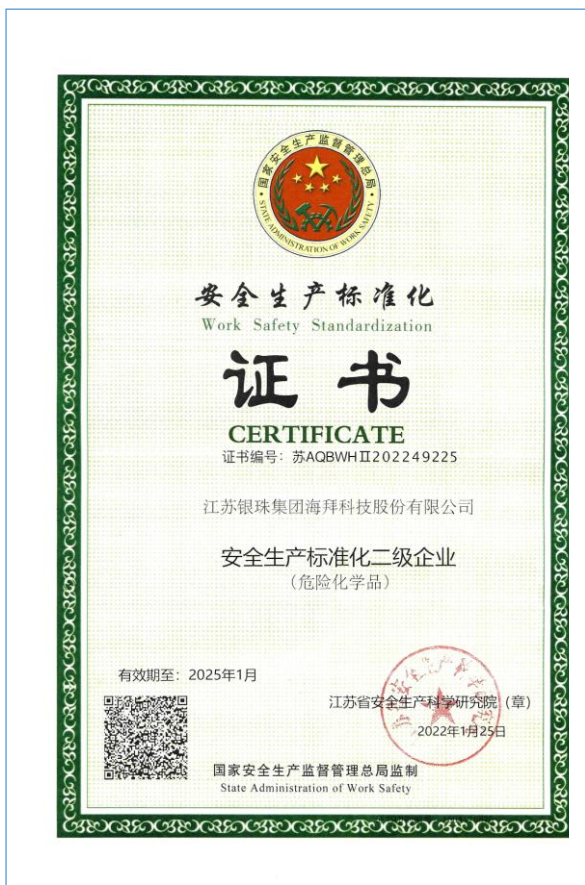 国家安全生产监督管理总局
STATE ADMINISTRATION OF WORK SAFETY
安全生产标准化
Work Safety Standardization
证书
CERTIFICATE
证书编号：苏AQBWHⅡ202249225
江苏银珠集团海拜科技股份有限公司
安全生产标准化二级企业
（危险化学品）
有效期至：2025年1月
江苏省安全生产科学研究院（章）
2022年1月25日
国家安全生产监督管理总局监制
State Administration of Work Safety